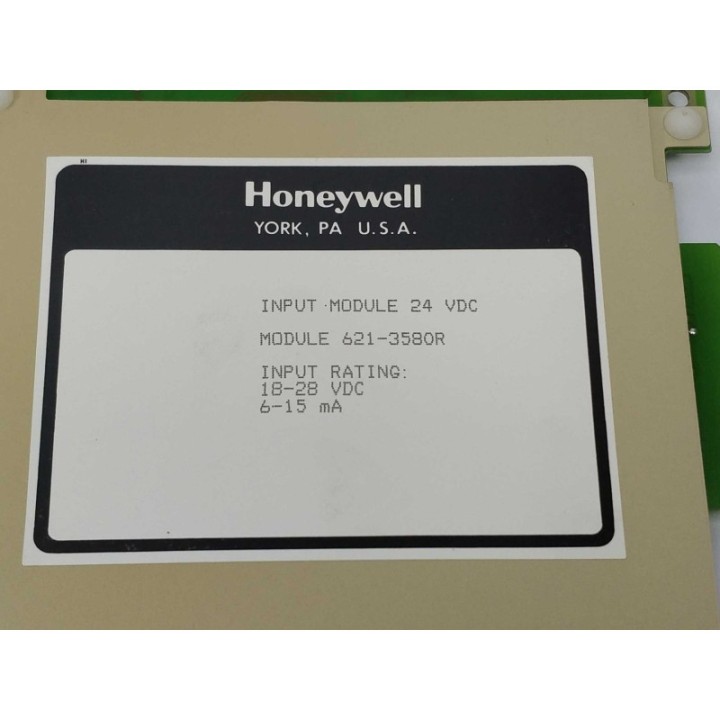 Honeywell
YORK, PA U.S.A.
INPUT MODULE 24 VDC
MODULE 621-3580R
INPUT RATING:
18-28 VDC
6-15 mA